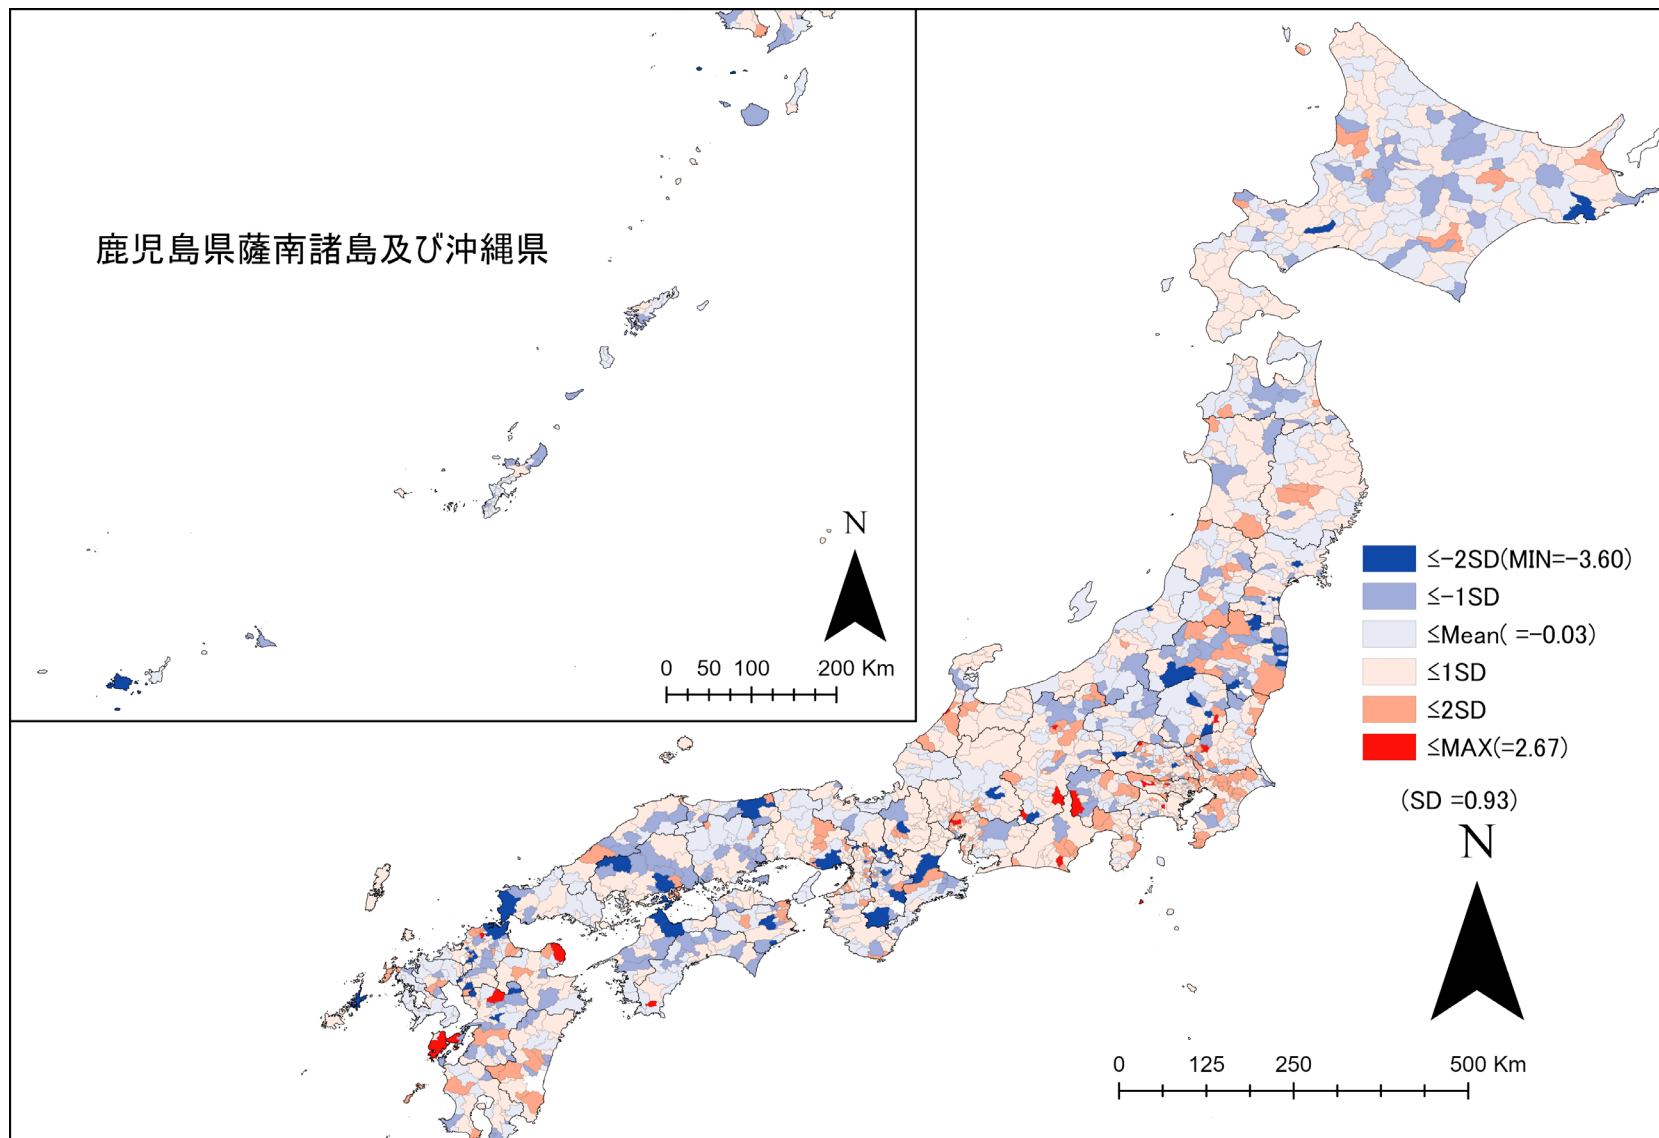 鹿児島県薩南諸島及び沖縄県
N
0 50 100 200 Km
≤-2SD(MIN=-3.60)
≤-1SD
≤Mean( =-0.03)
≤1SD
≤2SD
≤MAX(=2.67)
(SD =0.93)
N
0 125 250 500 Km